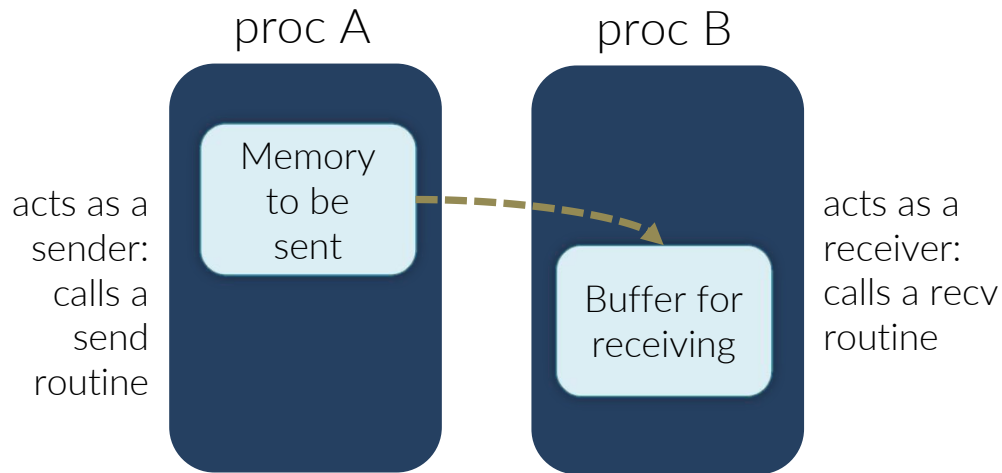 proc A
proc B
Memory
to be
sent
acts as a
sender:
calls a
send
routine
Buffer for
receiving
acts as a
receiver:
calls a recv
routine